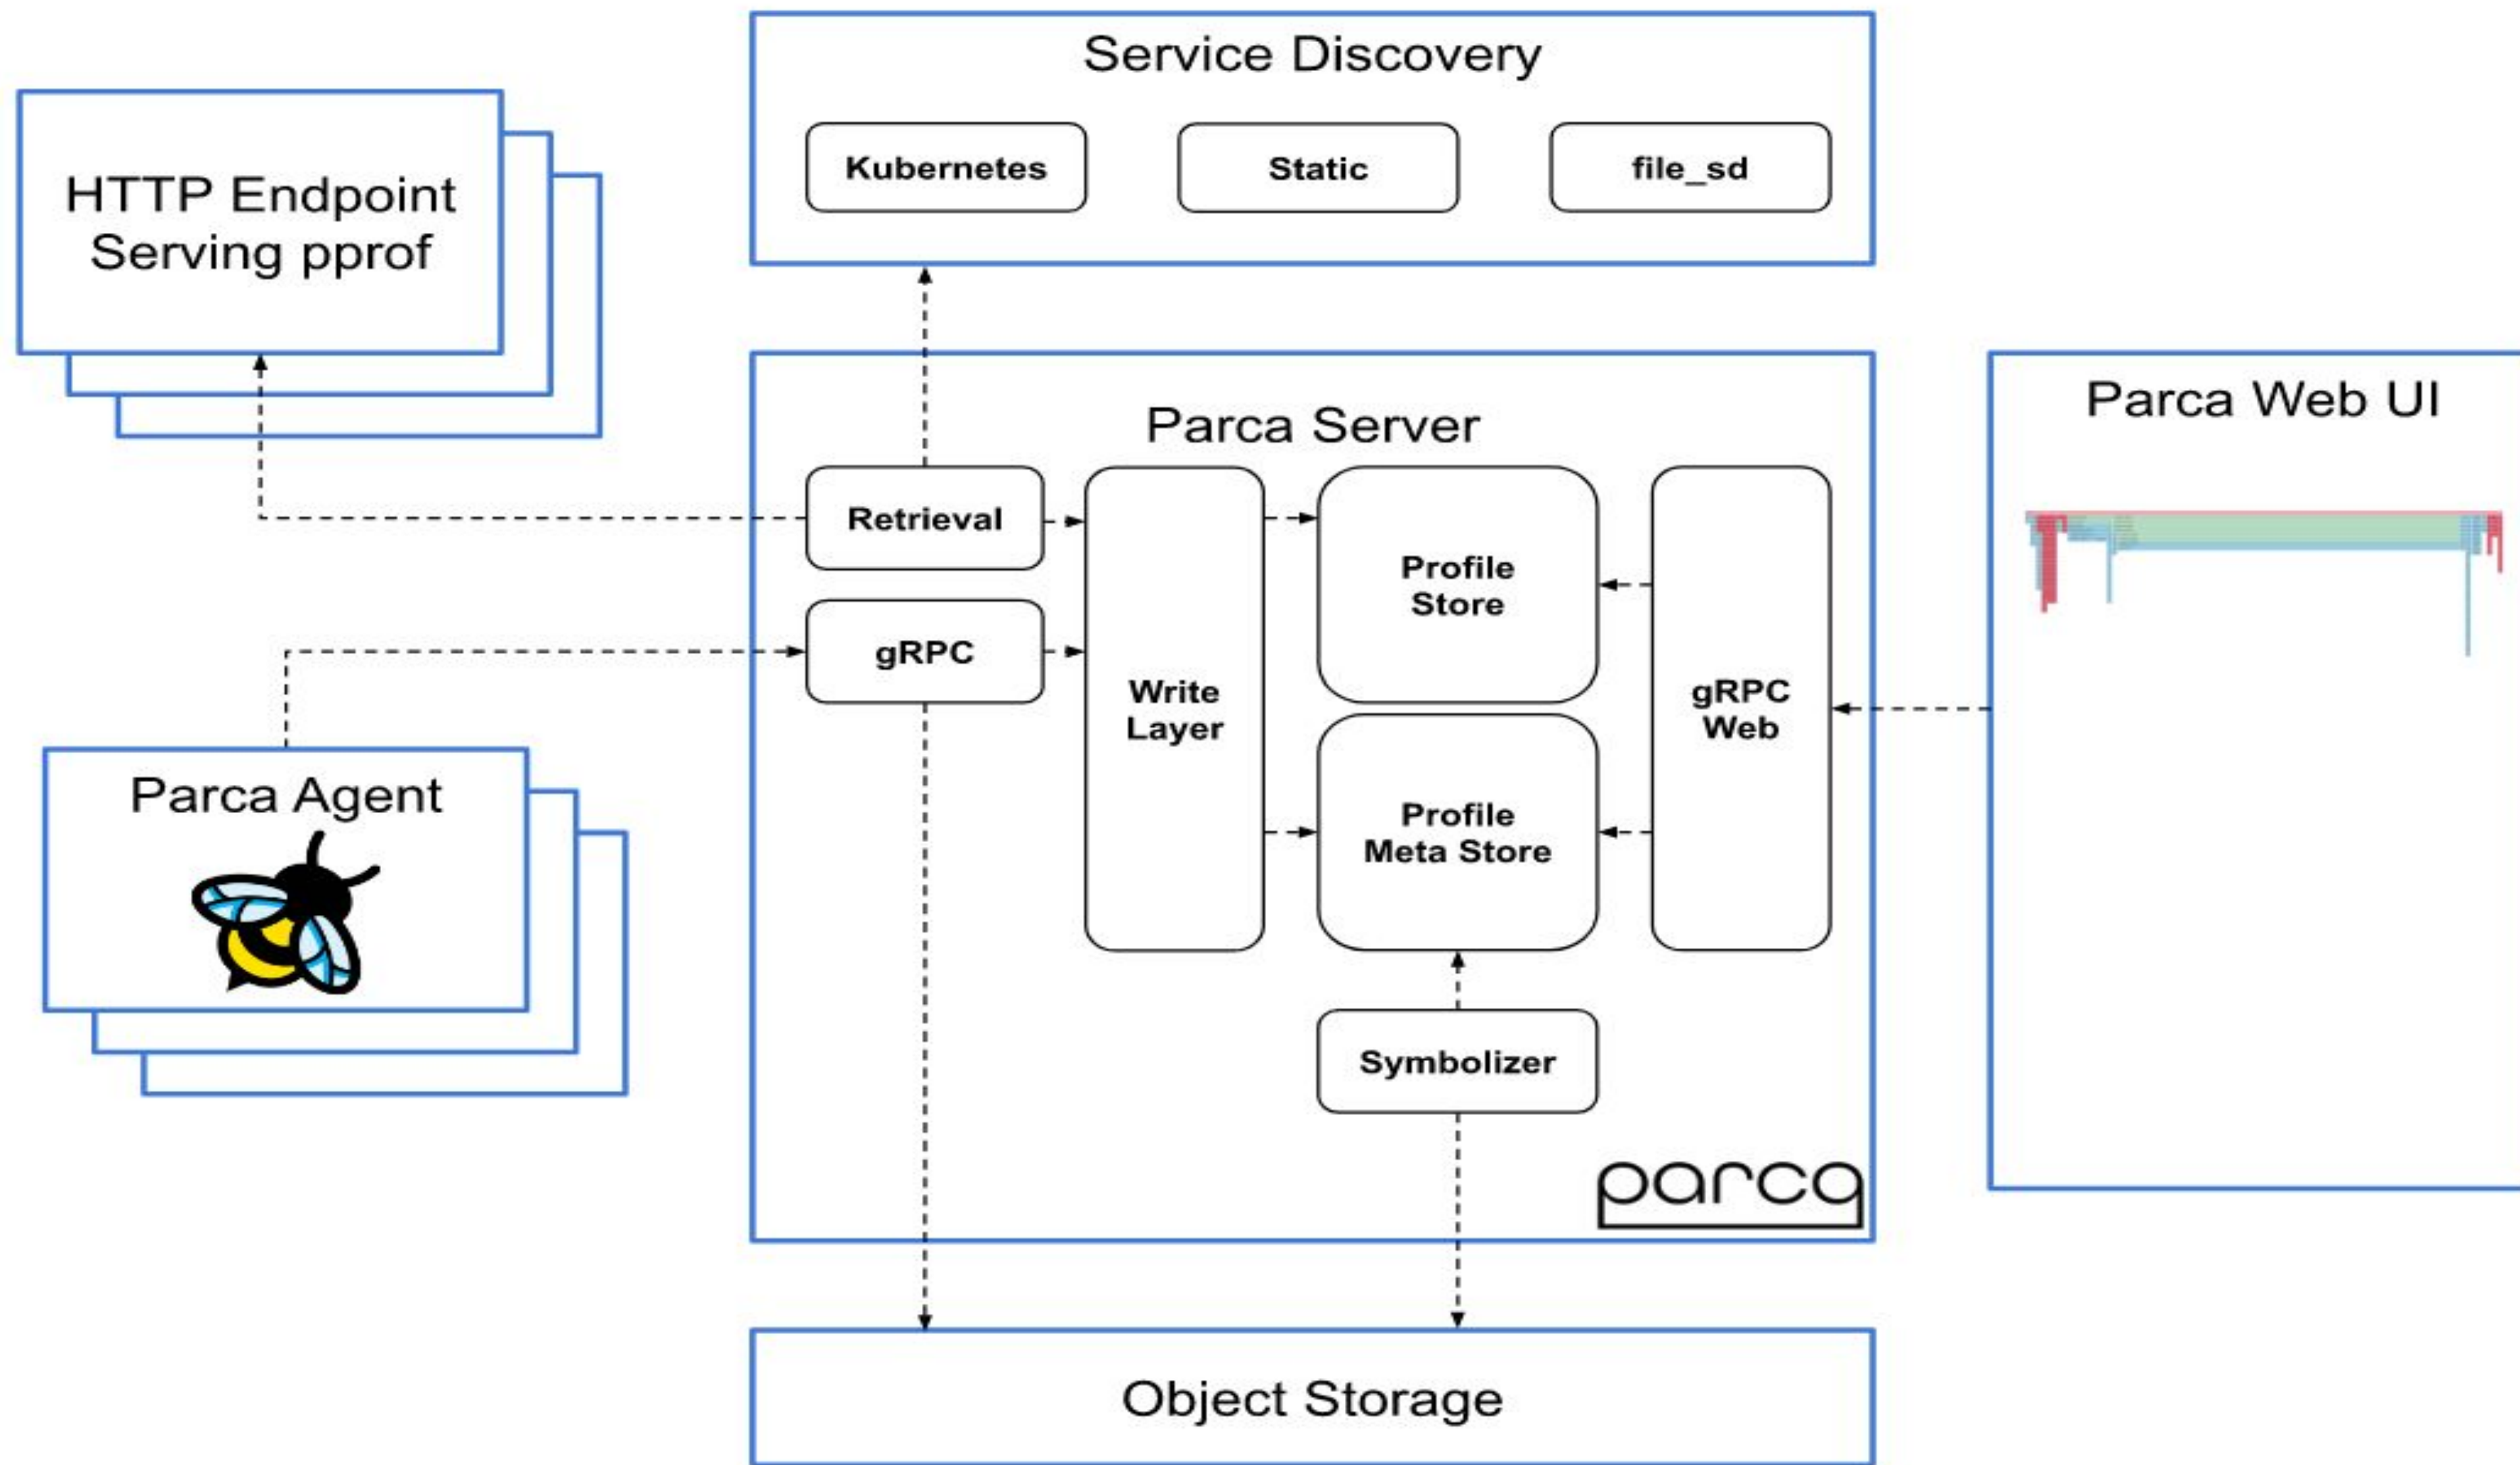 Service Discovery
Kubernetes
Static
file_sd
HTTP Endpoint
Serving pprof
Parca Server
Parca Web UI
Retrieval
gRPC
Write
Layer
Profile
Store
Profile
Meta Store
gRPC
Web
Parca Agent
Symbolizer
parca
Object Storage